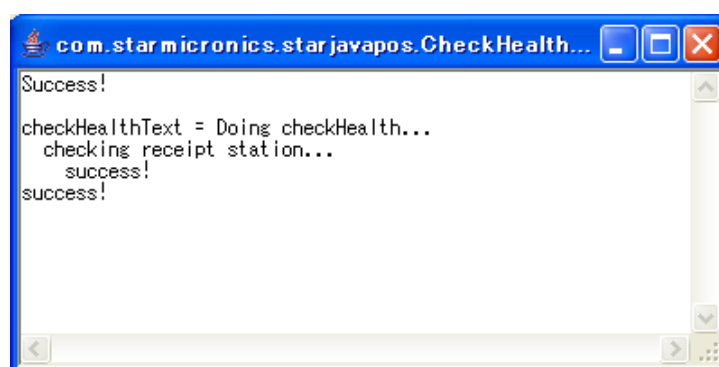 com.starmicronics.starjavapos.CheckHealth...
Success!
checkHealthText = Doing checkHealth...
checking receipt station...
success!
success!